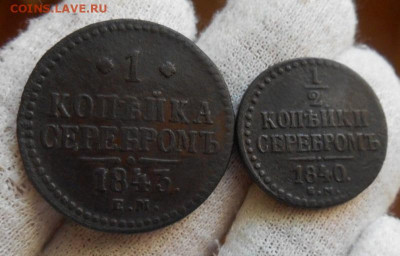 COINS.LAVE.RU
1
КОПѢЙКА
СЕРЕБРОМЪ
1843.
Е.М.
1/2
КОПѢЙКИ
СЕРЕБРОМЪ
1840.